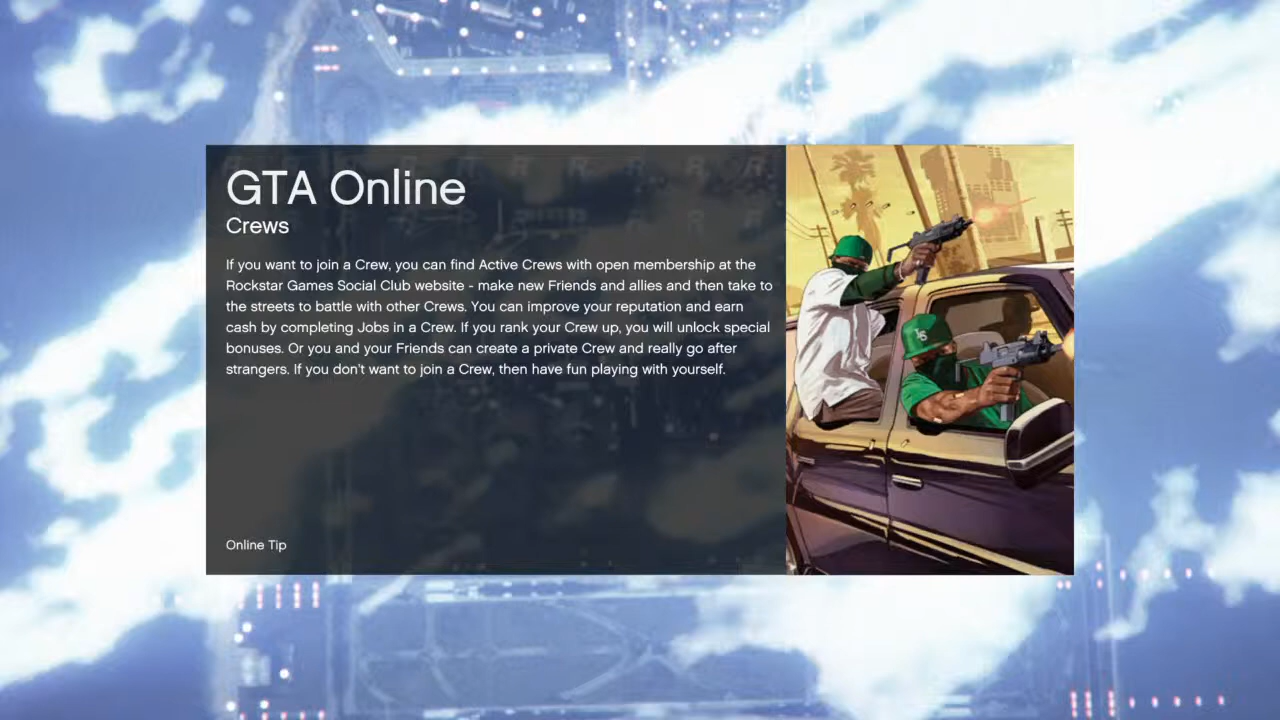 GTA Online
Crews
If you want to join a Crew, you can find Active Crews with open membership at the
Rockstar Games Social Club website - make new Friends and allies and then take to
the streets to battle with other Crews. You can improve your reputation and earn
cash by completing Jobs in a Crew. If you rank your Crew up, you will unlock special
bonuses. Or you and your Friends can create a private Crew and really go after
strangers. If you don't want to join a Crew, then have fun playing with yourself.
LS
Online Tip